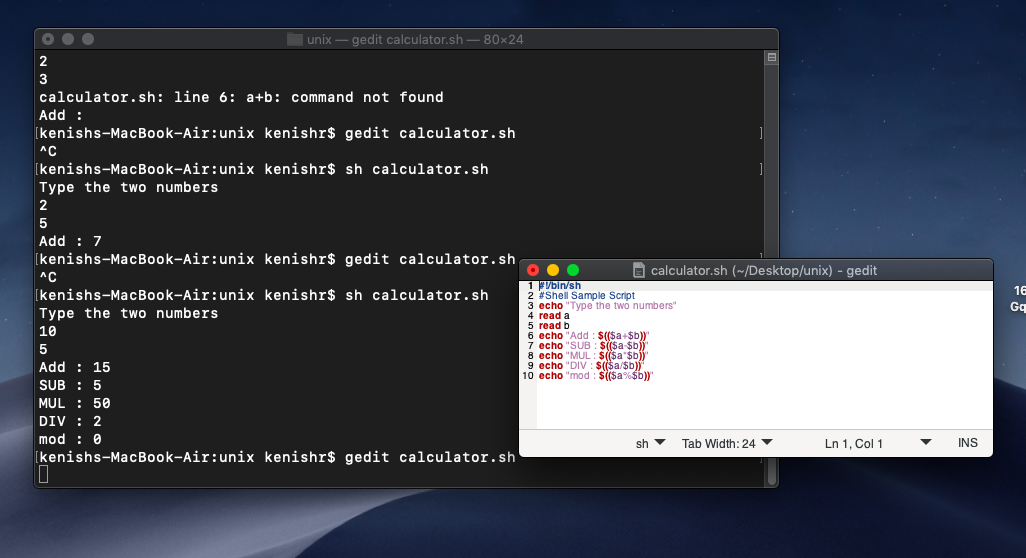 unix — gedit calculator.sh — 80×24
2
3
calculator.sh: line 6: a+b: command not found
Add :
[kenishs-MacBook-Air:unix kenishr$ gedit calculator.sh ]
^C
[kenishs-MacBook-Air:unix kenishr$ sh calculator.sh ]
Type the two numbers
2
5
Add : 7
[kenishs-MacBook-Air:unix kenishr$ gedit calculator.sh
^C
[kenishs-MacBook-Air:unix kenishr$ sh calculator.sh
Type the two numbers
10
5
Add : 15
SUB : 5
MUL : 50
DIV : 2
mod : 0
[kenishs-MacBook-Air:unix kenishr$ gedit calculator.sh ]
calculator.sh (~/Desktop/unix) - gedit
1 #!/bin/sh
2 #Shell Sample Script
3 echo "Type the two numbers"
4 read a
5 read b
6 echo "Add : $(($a+$b))"
7 echo "SUB : $(($a-$b))"
8 echo "MUL : $(($a*$b))"
9 echo "DIV : $(($a/$b))"
10 echo "mod : $(($a%$b))"
sh Tab Width: 24 Ln 1, Col 1 INS
16
Gq